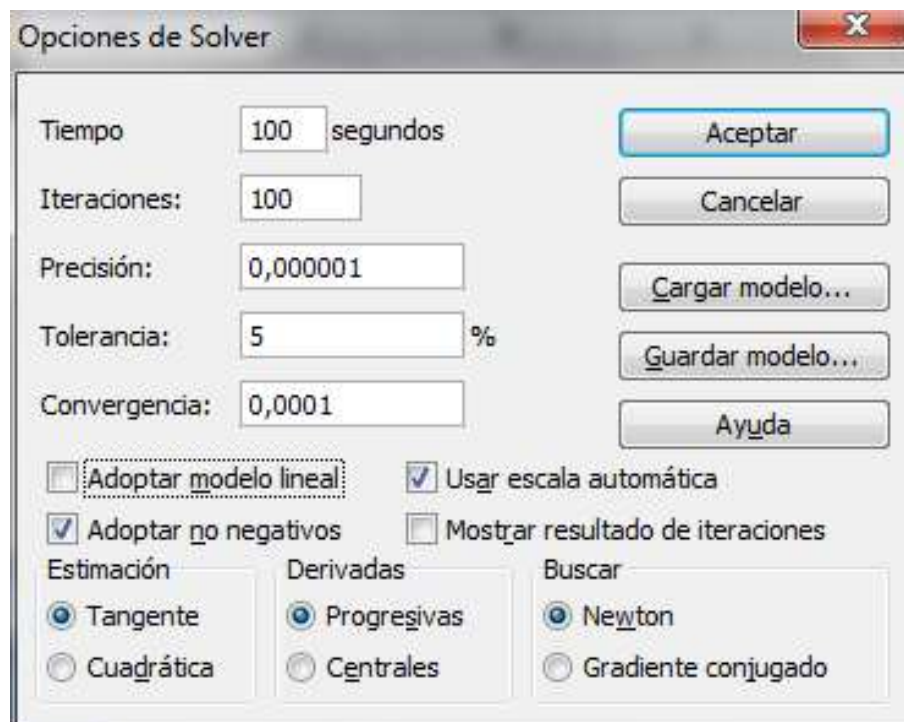 Opciones de Solver
Tiempo 100 segundos
Aceptar
Iteraciones: 100
Cancelar
Precisión: 0,000001
Cargar modelo...
Tolerancia: 5 %
Guardar modelo...
Convergencia: 0,0001
Ayuda
Adoptar modelo lineal
Usar escala automática
Adoptar no negativos
Mostrar resultado de iteraciones
Estimación
Tangente
Cuadrática
Derivadas
Progresivas
Centrales
Buscar
Newton
Gradiente conjugado